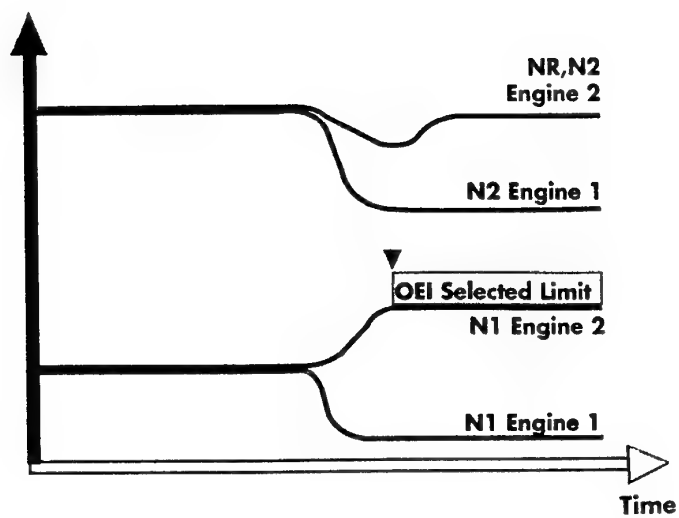 NR,N2
Engine 2
N2 Engine 1
OEI Selected Limit
N1 Engine 2
N1 Engine 1
Time